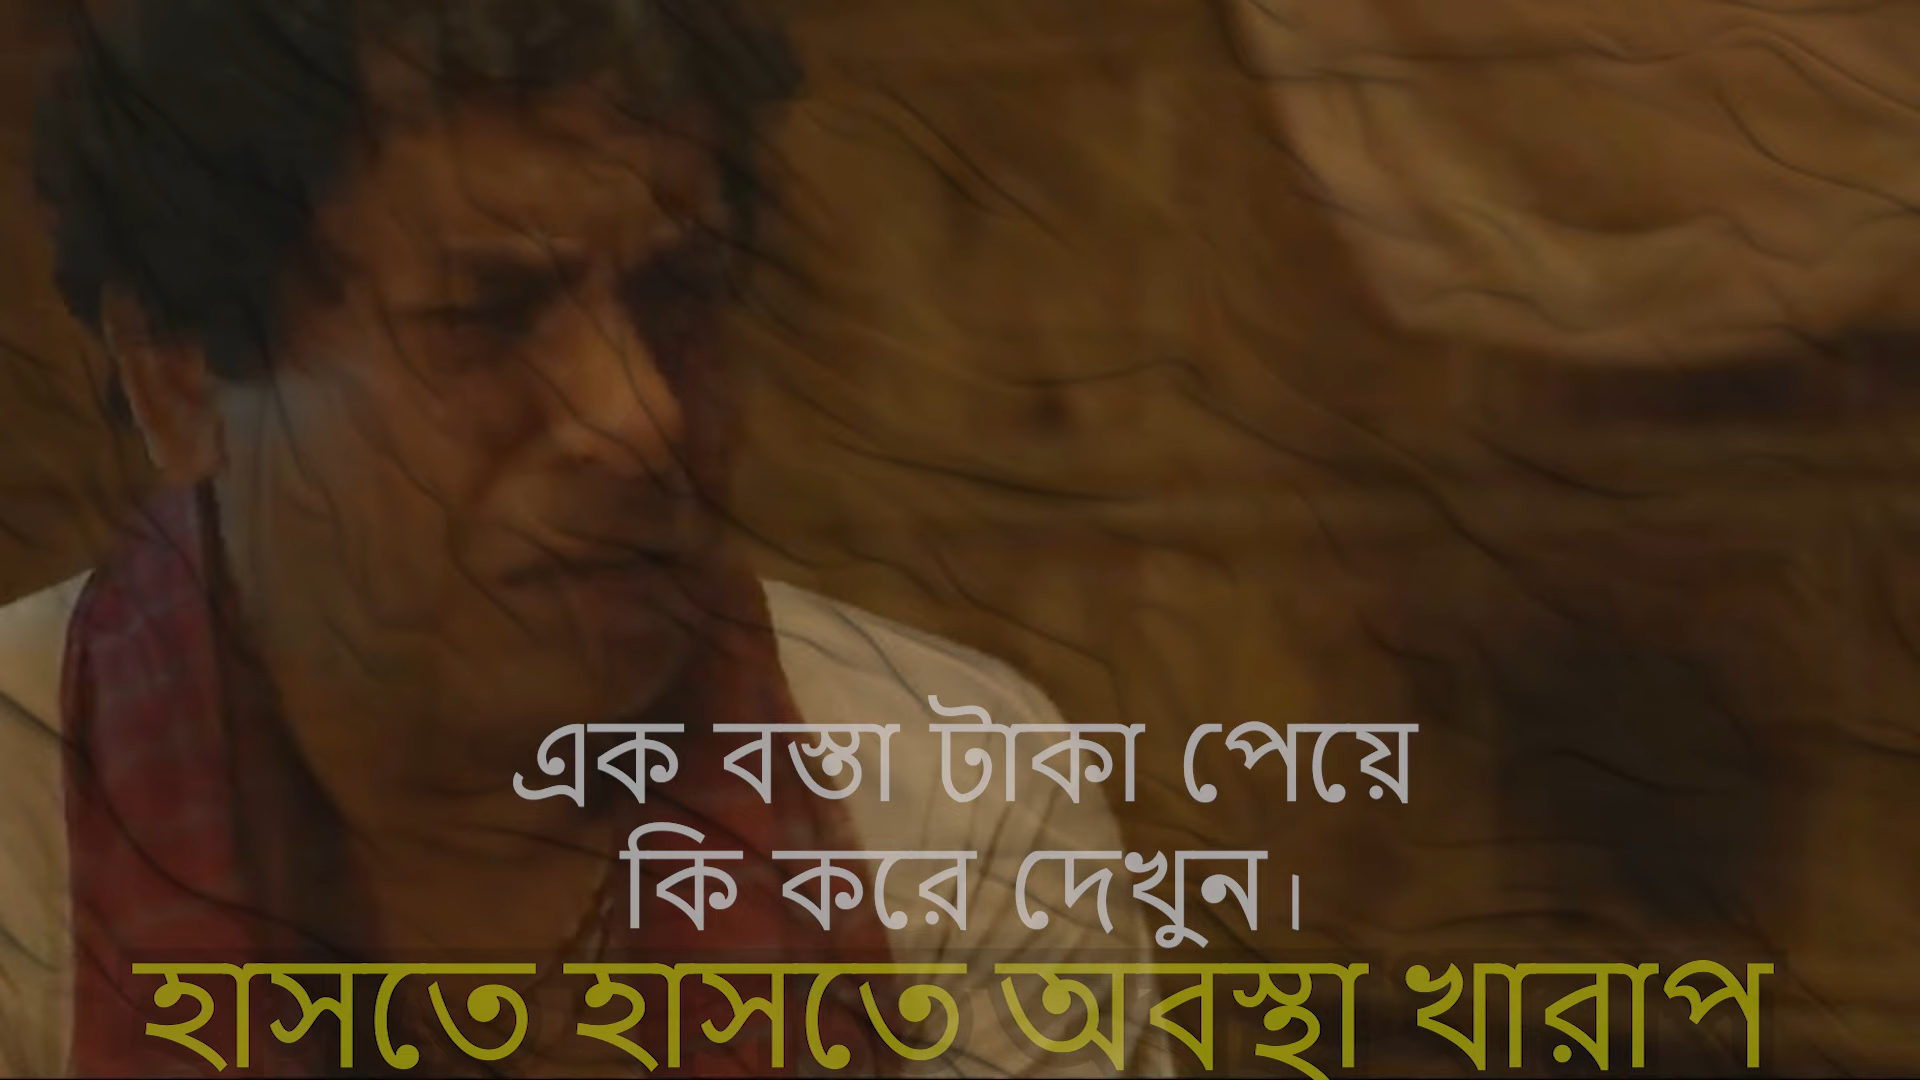 এক বস্তা টাকা পেয়ে
কি করে দেখুন।
হাসতে হাসতে অবস্থা খারাপ